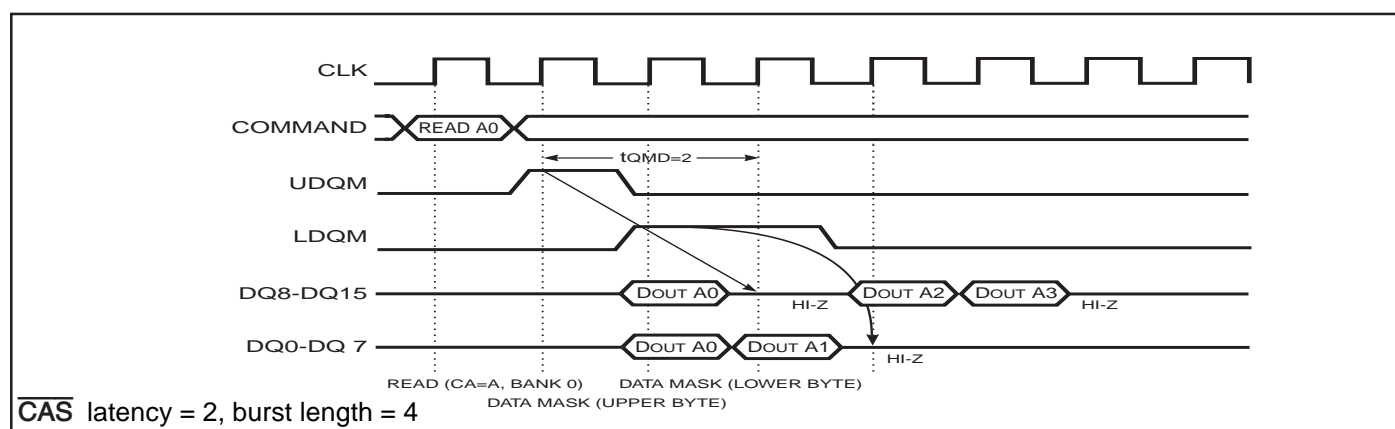 CLK
COMMAND READ A0
tQMD=2
UDQM
LDQM
DQ8-DQ15 DOUT A0 HI-Z DOUT A2 DOUT A3 HI-Z
DQ0-DQ 7 DOUT A0 DOUT A1 HI-Z
READ (CA=A, BANK 0) DATA MASK (LOWER BYTE)
DATA MASK (UPPER BYTE)
CAS latency = 2, burst length = 4